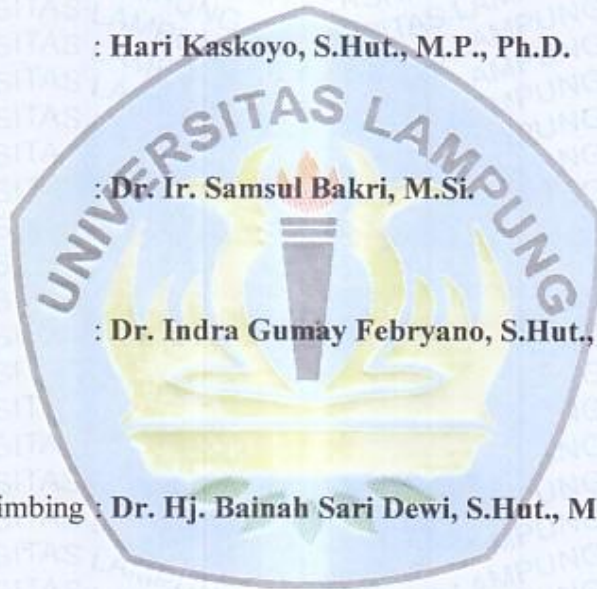 : Hari Kaskoyo, S.Hut., M.P., Ph.D.
UNIVERSITAS LAMPUNG
: Dr. Ir. Samsul Bakri, M.Si.
: Dr. Indra Gumay Febryano, S.Hut.,
imbing : Dr. Hj. Bainah Sari Dewi, S.Hut., M